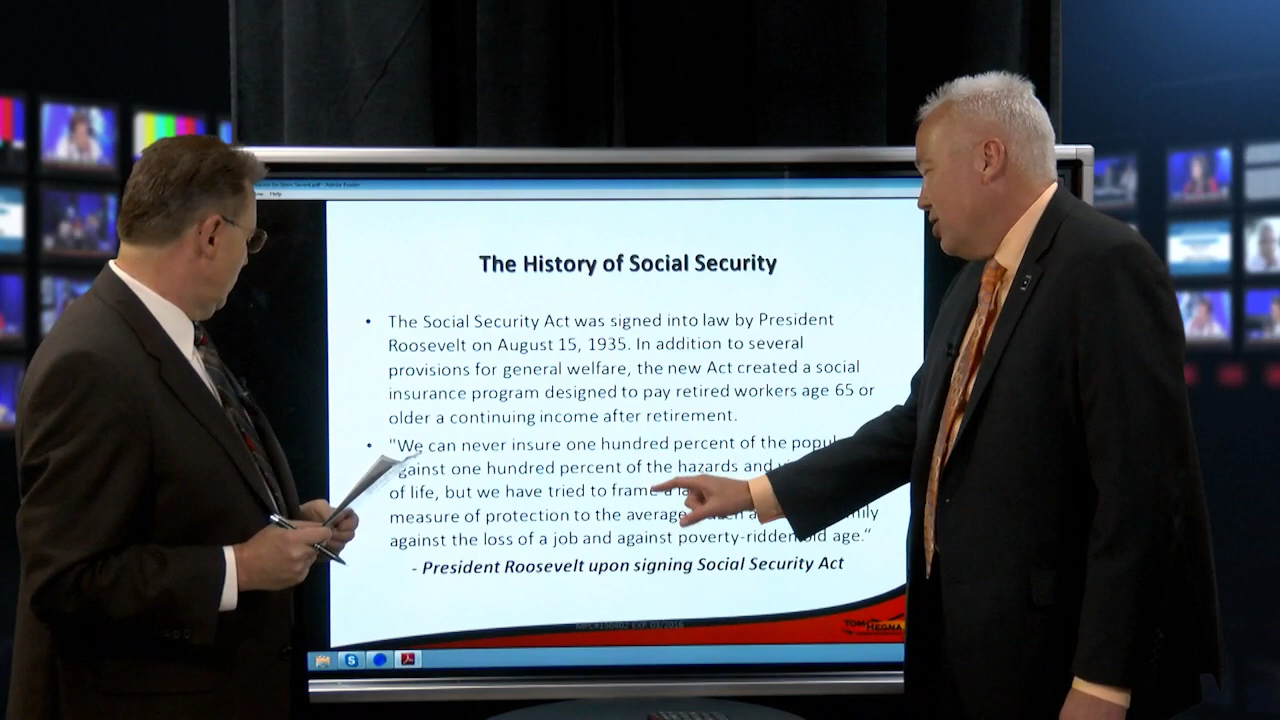 Help
The History of Social Security
• The Social Security Act was signed into law by President
Roosevelt on August 15, 1935. In addition to several
provisions for general welfare, the new Act created a social
insurance program designed to pay retired workers age 65 or
older a continuing income after retirement.
• "We can never insure one hundred percent of the
against one hundred percent of the hazards and
of life, but we have tried to frame a
measure of protection to the average
against the loss of a job and against poverty-ridden old age."
- President Roosevelt upon signing Social Security Act
TOM HEGNA